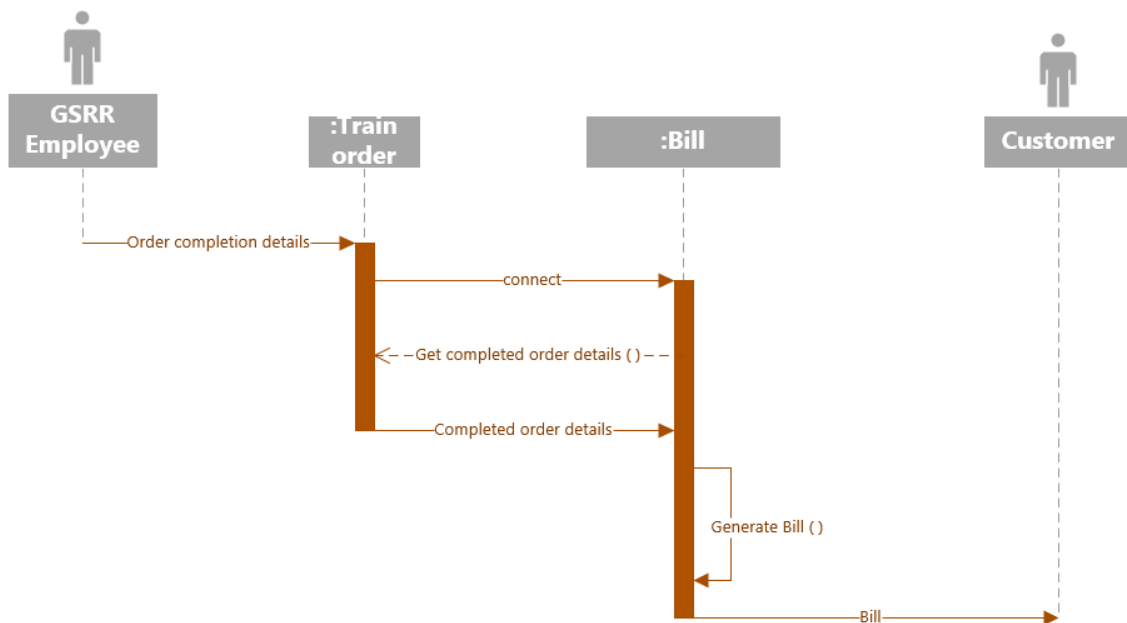 GSRR
Employee
:Train
order
:Bill
Customer
Order completion details
connect
Get completed order details ( )
Completed order details
Generate Bill ( )
Bill